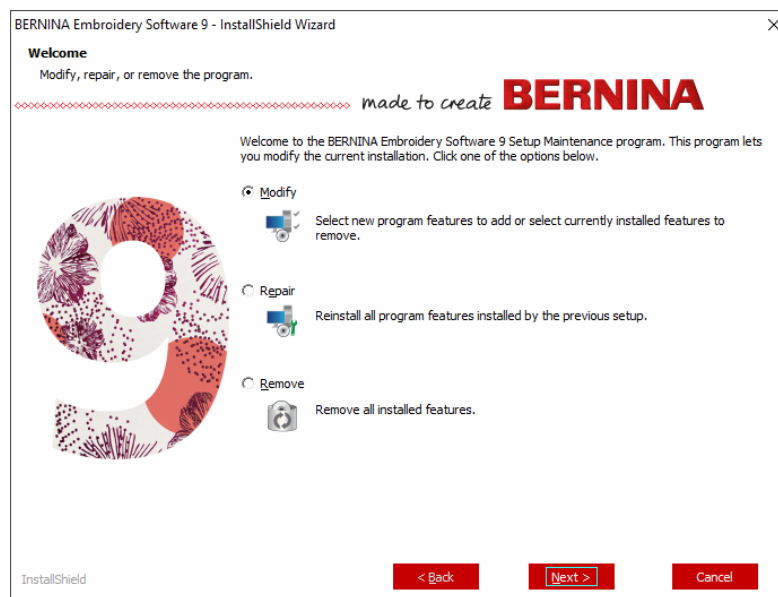 BERNINA Embroidery Software 9 - InstallShield Wizard
Welcome
Modify, repair, or remove the program.
made to create BERNINA
Welcome to the BERNINA Embroidery Software 9 Setup Maintenance program. This program lets
you modify the current installation. Click one of the options below.
Modify
Select new program features to add or select currently installed features to
remove.
Repair
Reinstall all program features installed by the previous setup.
Remove
Remove all installed features.
9
InstallShield
< Back
Next >
Cancel